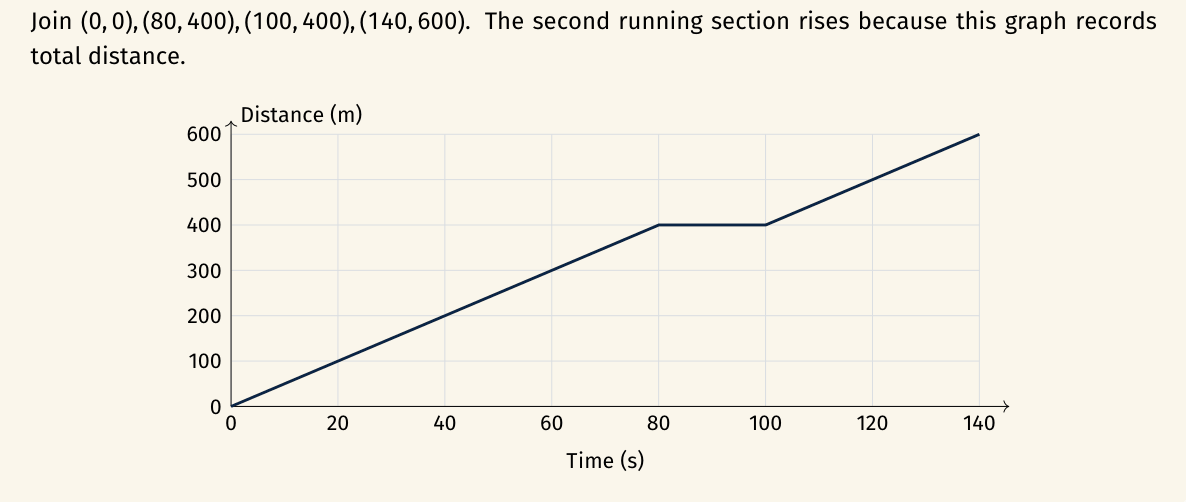 Join (0, 0), (80, 400), (100, 400), (140, 600). The second running section rises because this graph records
total distance.
Distance (m)
600
500
400
300
200
100
0
0 20 40 60 80 100 120 140
Time (s)